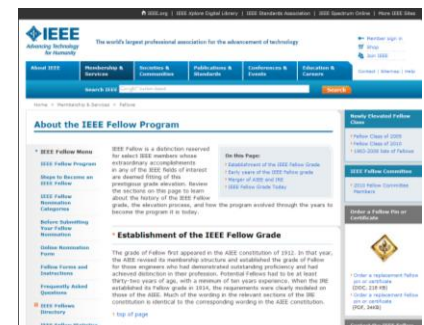 IEEE.org | IEEE Xplore Digital Library | IEEE Standards Association | IEEE Spectrum Online | More IEEE Sites
IEEE
Advancing Technology
for Humanity
The world's largest professional association for the advancement of technology
Member sign in
Shop
Join IEEE
About IEEE
Membership &
Services
Societies &
Communities
Publications &
Standards
Conferences &
Events
Education &
Careers
Contact | Sitemap | Help
Search IEEE
Search
Home > Membership & Services > Fellows
About the IEEE Fellow Program
IEEE Fellow Menu
IEEE Fellow Program
Steps to Become an
IEEE Fellow
IEEE Fellow
Nomination
Categories
Before Submitting
Your Fellow
Nomination
Online Nomination
Form
Fellow Forms and
Instructions
Frequently Asked
Questions
IEEE Fellows
Directory
IEEE Fellow is a distinction reserved
for select IEEE members whose
extraordinary accomplishments
in any of the IEEE fields of interest
are deemed fitting of this
prestigious grade elevation. Review
the sections on this page to learn
about the history of the IEEE Fellow
grade, the elevation process, and how the program evolved through the years to
become the program it is today.
On this Page:
Establishment of the IEEE Fellow Grade
Early years of the IEEE Fellow grade
Merger of AIEE and IRE
IEEE Fellow Grade Today
Establishment of the IEEE Fellow Grade
The grade of Fellow first appeared in the AIEE constitution of 1912. In that year,
the AIEE revised its membership structure and established the grade of Fellow
for those engineers who had demonstrated outstanding proficiency and had
achieved distinction in their profession. Potential Fellows had to be at least
thirty-two years of age, with a minimum of ten years experience. When the IRE
established its Fellow grade in 1914, the requirements were clearly modeled on
those of the AIEE. Much of the wording in the relevant sections of the IRE
constitution is identical to the corresponding wording in the AIEE constitution.
top of page
Newly Elevated Fellow
Class
Fellow Class of 2009
Fellow Class of 2010
IEEE Fellow Committee
2010 Fellow Committee
Members
Order a Fellow Pin or
Certificate
Order a replacement fellow
pin or certificate
Order a replacement fellow
pin or certificate